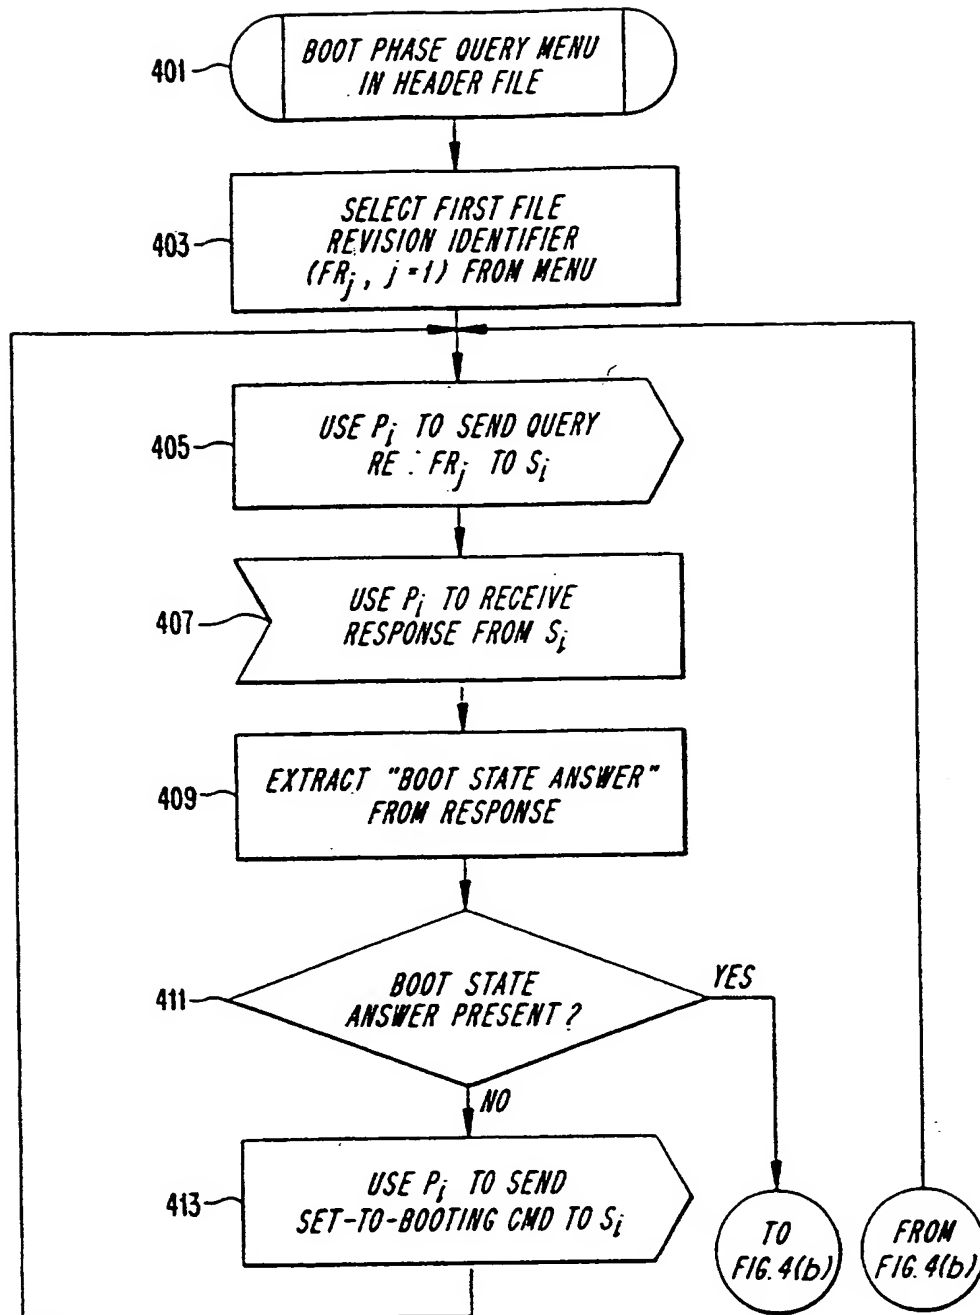 401
BOOT PHASE QUERY MENU
IN HEADER FILE
403
SELECT FIRST FILE
REVISION IDENTIFIER
(FRj, j=1) FROM MENU
405
USE Pi TO SEND QUERY
RE: FRj TO Si
407
USE Pi TO RECEIVE
RESPONSE FROM Si
409
EXTRACT "BOOT STATE ANSWER"
FROM RESPONSE
411
BOOT STATE
ANSWER PRESENT?
YES
NO
413
USE Pi TO SEND
SET-TO-BOOTING CMD TO Si
TO
FIG.4(b)
FROM
FIG.4(b)